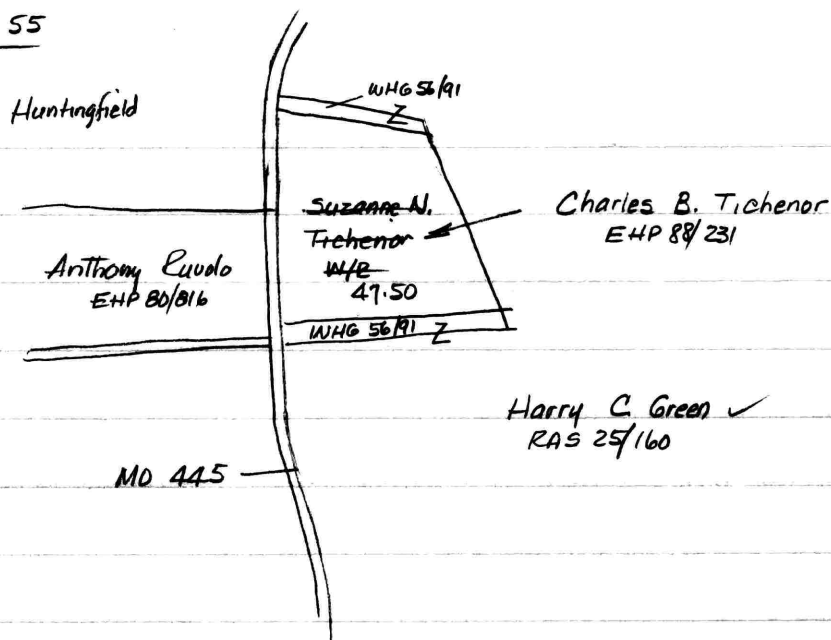 55
Huntingfield
WHG 56/91
Z
Suzanne N.
Tichenor
W/E
47.50
Charles B. Tichenor
EHP 88/231
Anthony Ruvolo
EHP 80/816
WHG 56/91
Z
Harry C Green ✓
RAS 25/160
MD 445